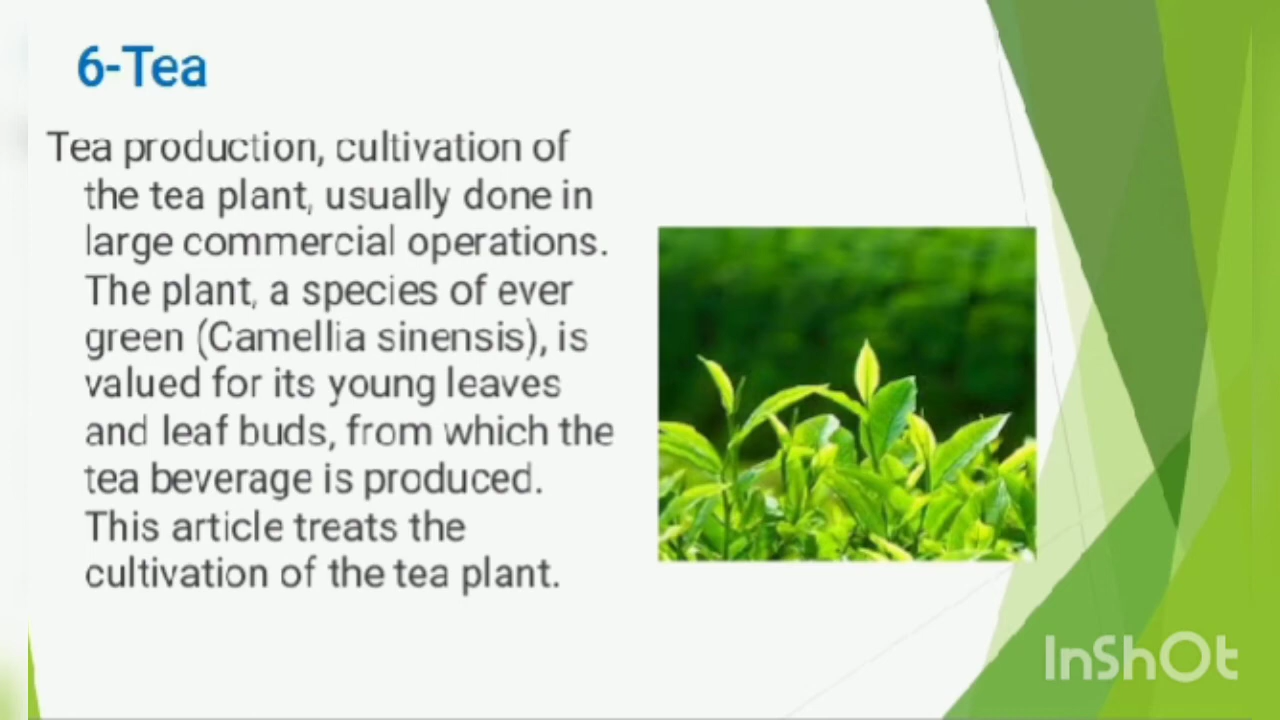 6-Tea
Tea production, cultivation of
the tea plant, usually done in
large commercial operations.
The plant, a species of ever
green (Camellia sinensis), is
valued for its young leaves
and leaf buds, from which the
tea beverage is produced.
This article treats the
cultivation of the tea plant.
InShOt